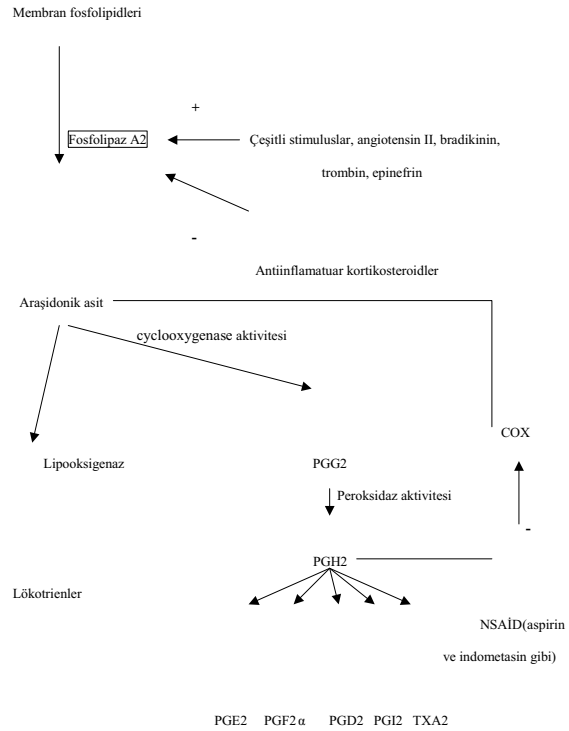 Membran fosfolipidleri
+
Fosfolipaz A2
Çeşitli stimuluslar, angiotensin II, bradikinin,
trombin, epinefrin
-
Antiinflamatuar kortikosteroidler
Araşidonik asit
cyclooxygenase aktivitesi
COX
Lipooksigenaz
PGG2
Peroksidaz aktivitesi
-
PGH2
Lökotrienler
NSAİD(aspirin
ve indometasin gibi)
PGE2 PGF2α PGD2 PGI2 TXA2